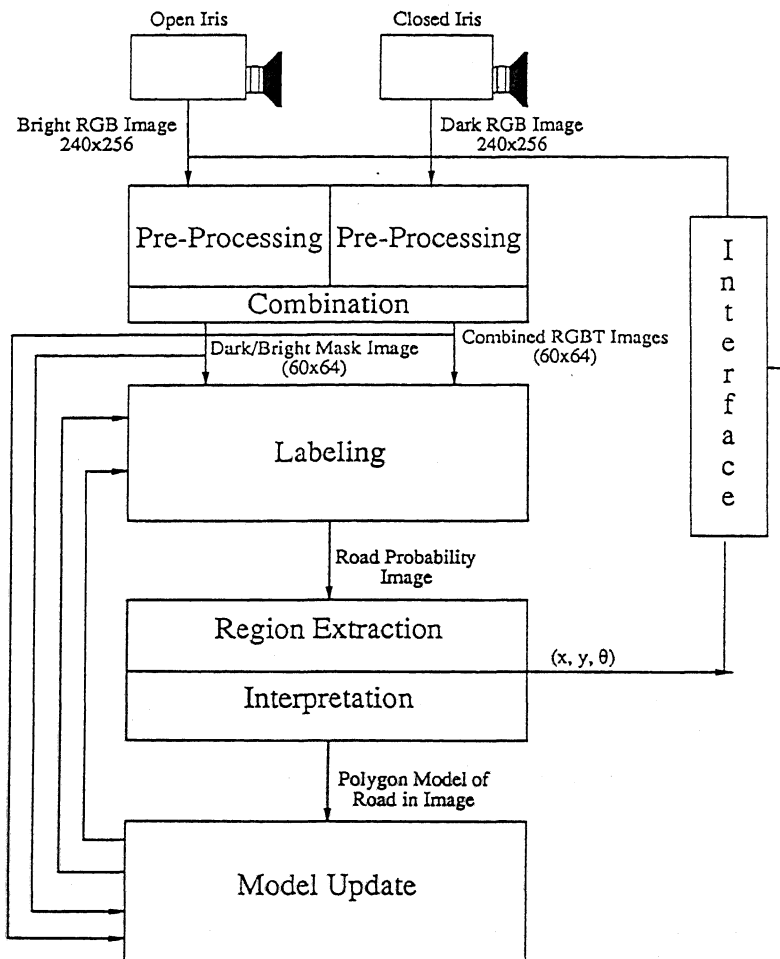 Open Iris
Closed Iris
Bright RGB Image
240x256
Dark RGB Image
240x256
Pre-Processing
Pre-Processing
Combination
Dark/Bright Mask Image
(60x64)
Combined RGBT Images
(60x64)
Interface
Labeling
Road Probability
Image
Region Extraction
(x, y, θ)
Interpretation
Polygon Model of
Road in Image
Model Update